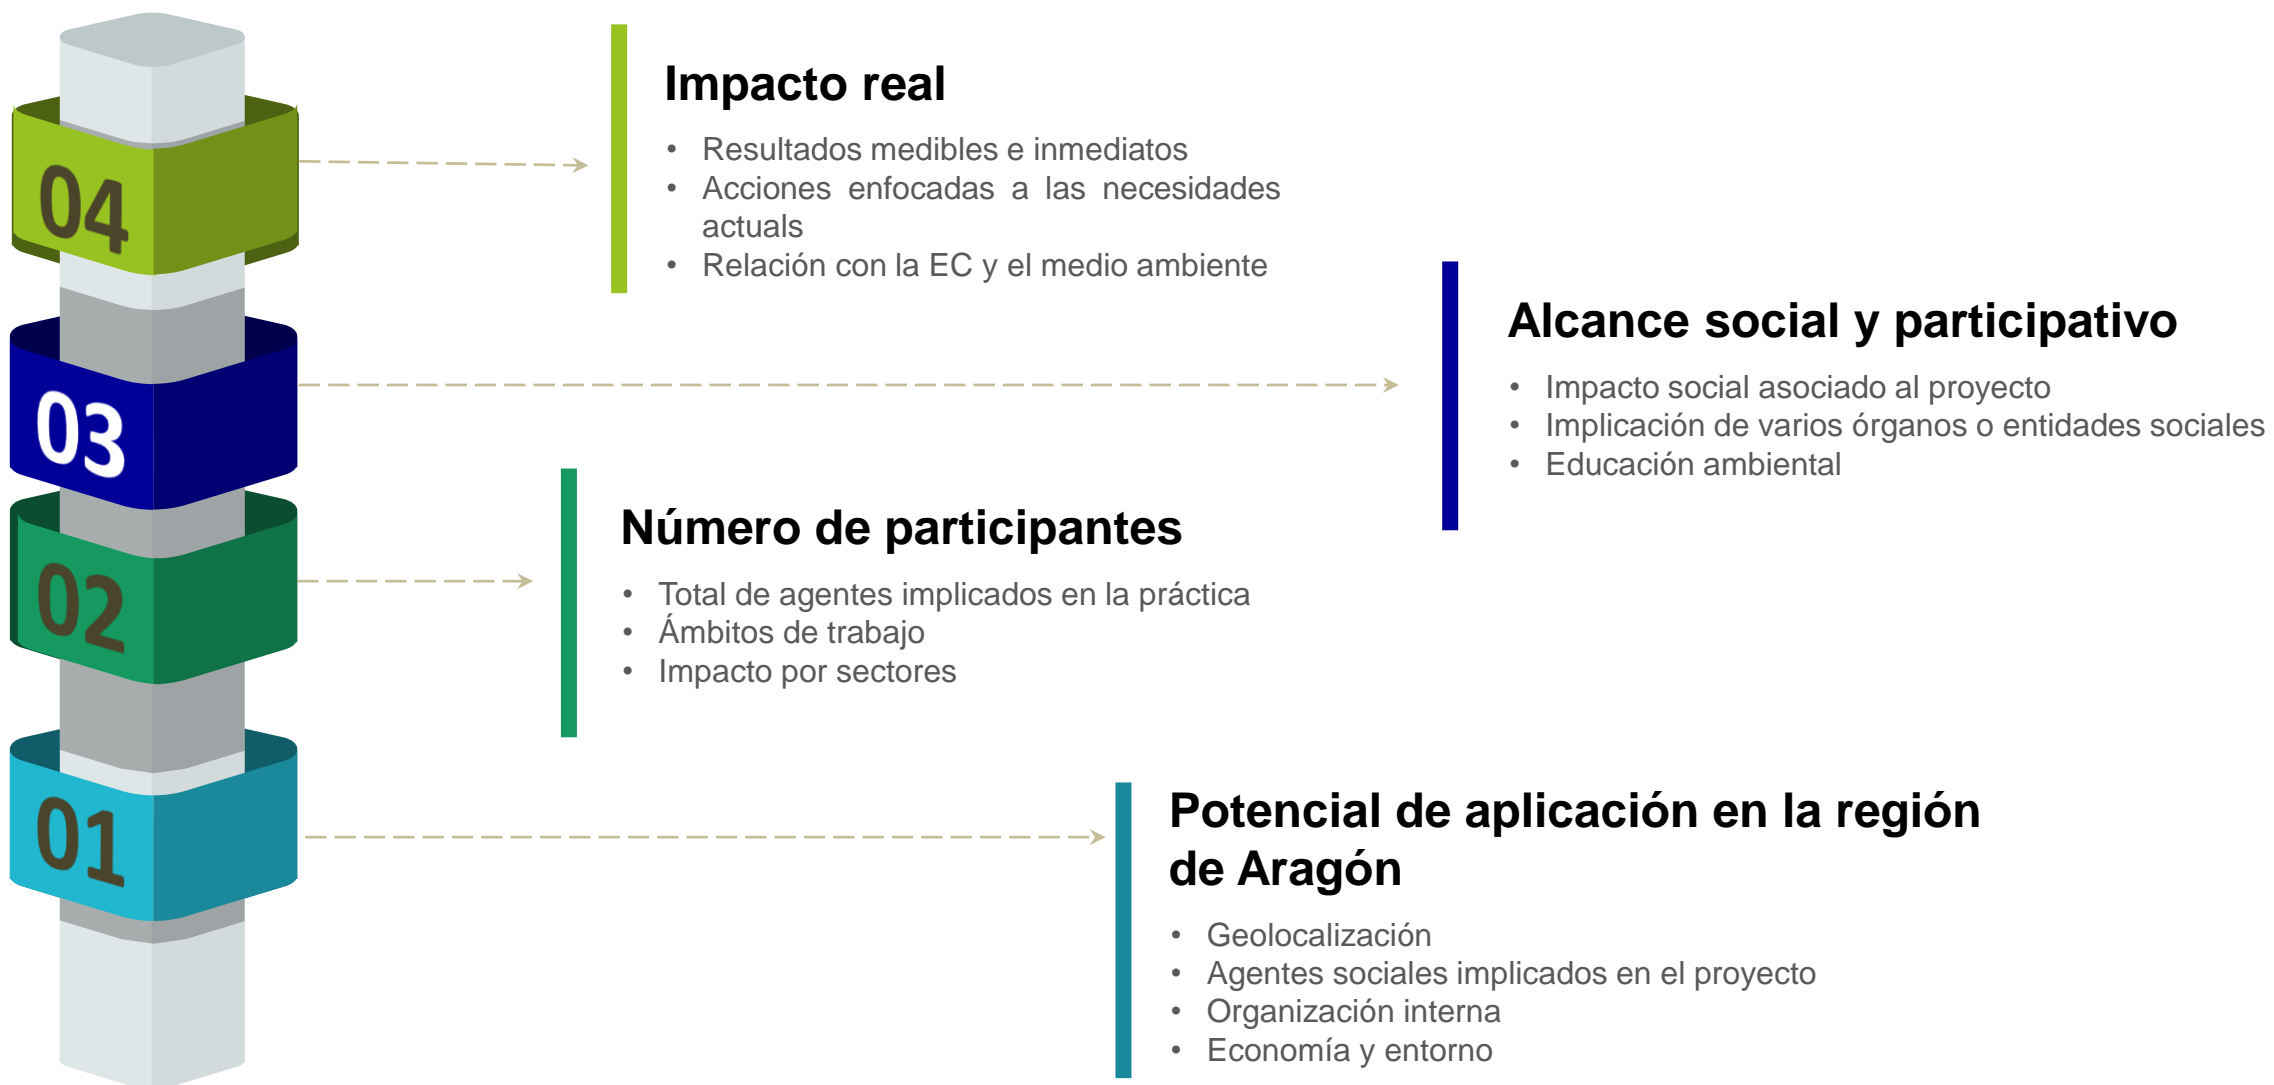 04
Impacto real
• Resultados medibles e inmediatos
• Acciones enfocadas a las necesidades
actuals
• Relación con la EC y el medio ambiente
03
Alcance social y participativo
• Impacto social asociado al proyecto
• Implicación de varios órganos o entidades sociales
• Educación ambiental
02
Número de participantes
• Total de agentes implicados en la práctica
• Ámbitos de trabajo
• Impacto por sectores
01
Potencial de aplicación en la región
de Aragón
• Geolocalización
• Agentes sociales implicados en el proyecto
• Organización interna
• Economía y entorno